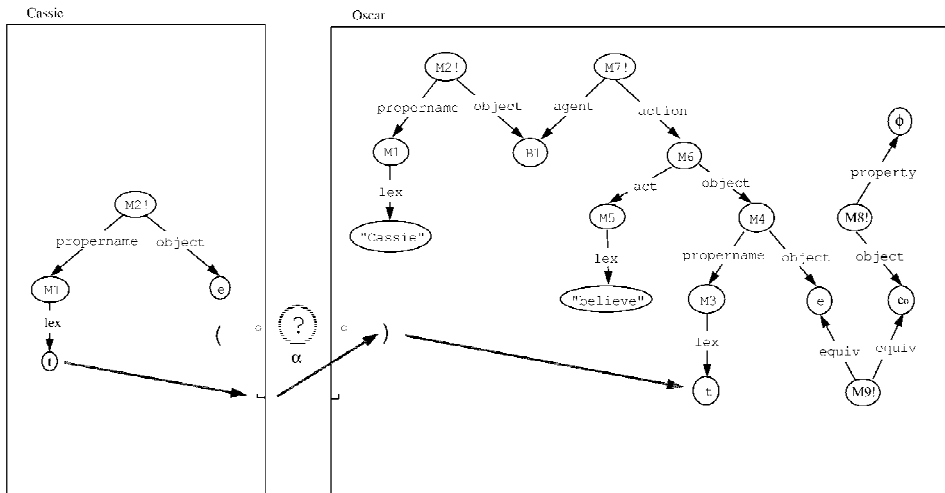 Cassie
Oscar
M2!
M7!
propername
object
agent
action
M1
B1
M6
ϕ
lex
act
object
property
"Cassie"
M5
M4
M8!
lex
propername
object
object
"believe"
M3
e
lex
equiv
equiv
t
M9!
M2!
propername
object
M1
e
lex
t
(
?
)
α